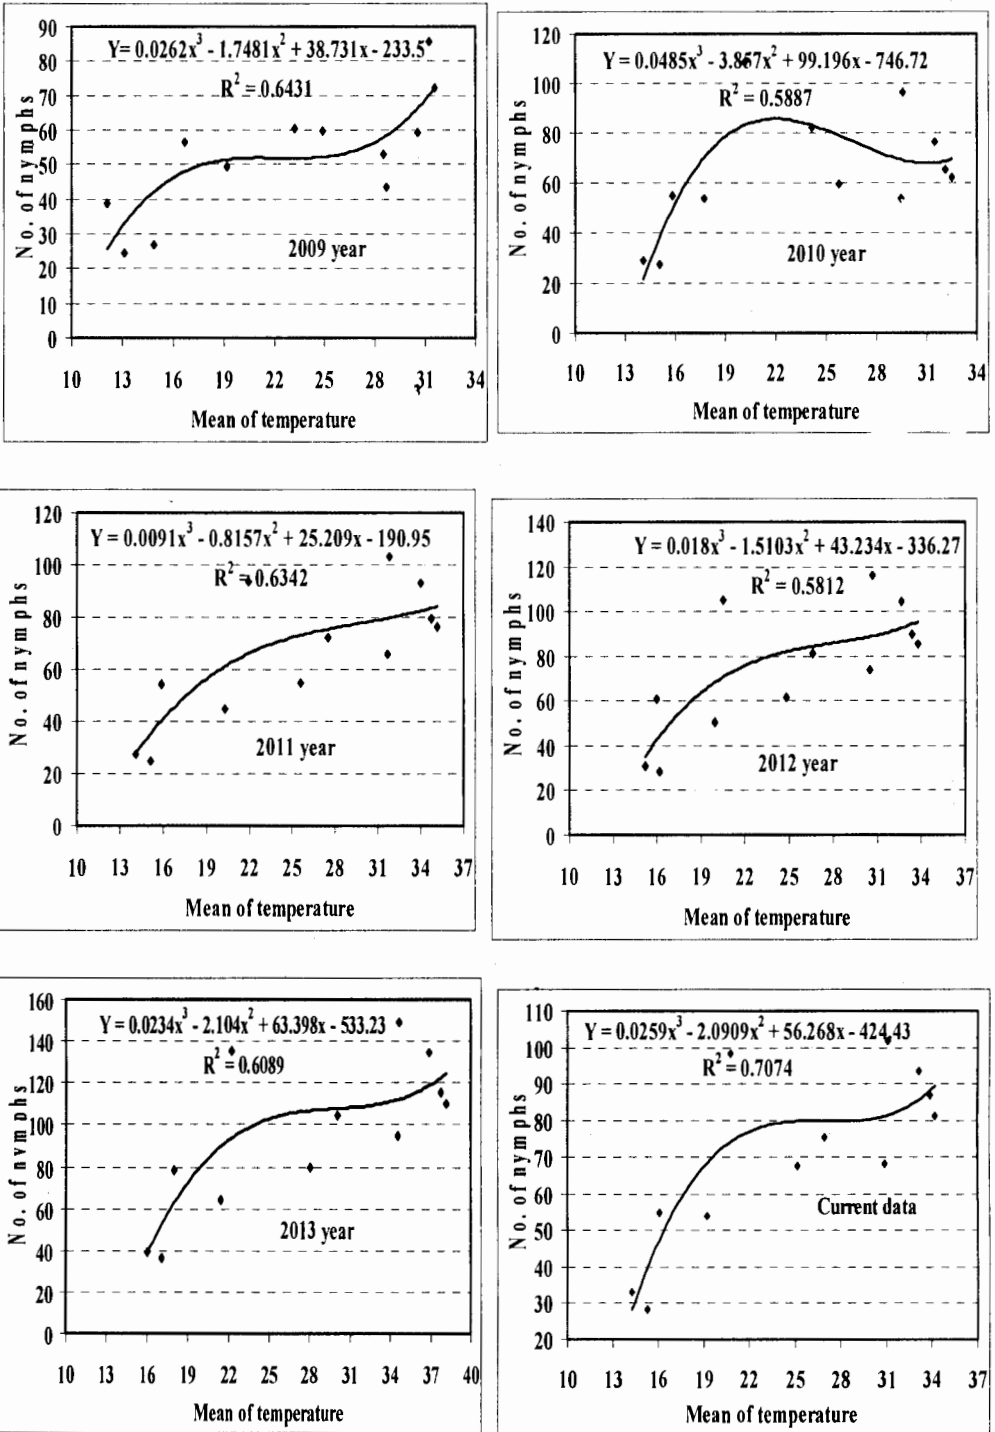 Y= 0.0262x³ - 1.7481x² + 38.731x - 233.5
R² = 0.6431
No. of nymphs
90
80
70
60
50
40
30
20
10
0
2009 year
10 13 16 19 22 25 28 31 34
Mean of temperature
Y = 0.0485x³ - 3.857x² + 99.196x - 746.72
R² = 0.5887
No. of nymphs
120
100
80
60
40
20
0
2010 year
10 13 16 19 22 25 28 31 34
Mean of temperature
Y = 0.0091x³ - 0.8157x² + 25.209x - 190.95
R² = 0.6342
No. of nymphs
120
100
80
60
40
20
0
2011 year
10 13 16 19 22 25 28 31 34 37
Mean of temperature
Y = 0.018x³ - 1.5103x² + 43.234x - 336.27
R² = 0.5812
No. of nymphs
140
120
100
80
60
40
20
0
2012 year
10 13 16 19 22 25 28 31 34 37
Mean of temperature
Y = 0.0234x³ - 2.104x² + 63.398x - 533.23
R² = 0.6089
No. of nymphs
160
140
120
100
80
60
40
20
0
2013 year
10 13 16 19 22 25 28 31 34 37 40
Mean of temperature
Y = 0.0259x³ - 2.0909x² + 56.268x - 424.43
R² = 0.7074
No. of nymphs
110
100
90
80
70
60
50
40
30
20
Current data
10 13 16 19 22 25 28 31 34 37
Mean of temperature